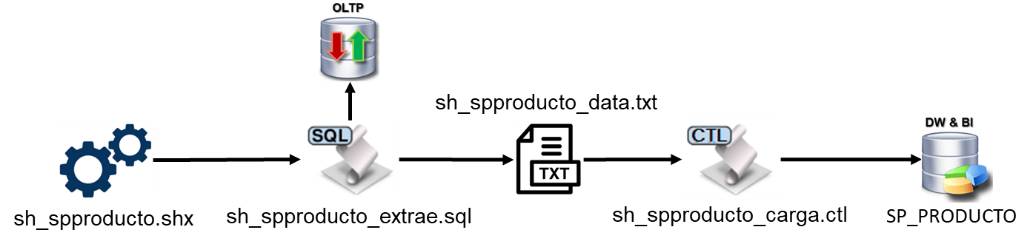 OLTP
sh_spproducto_data.txt
SQL
CTL
DW & BI
TXT
sh_spproducto.shx
sh_spproducto_extrae.sql
sh_spproducto_carga.ctl
SP_PRODUCTO